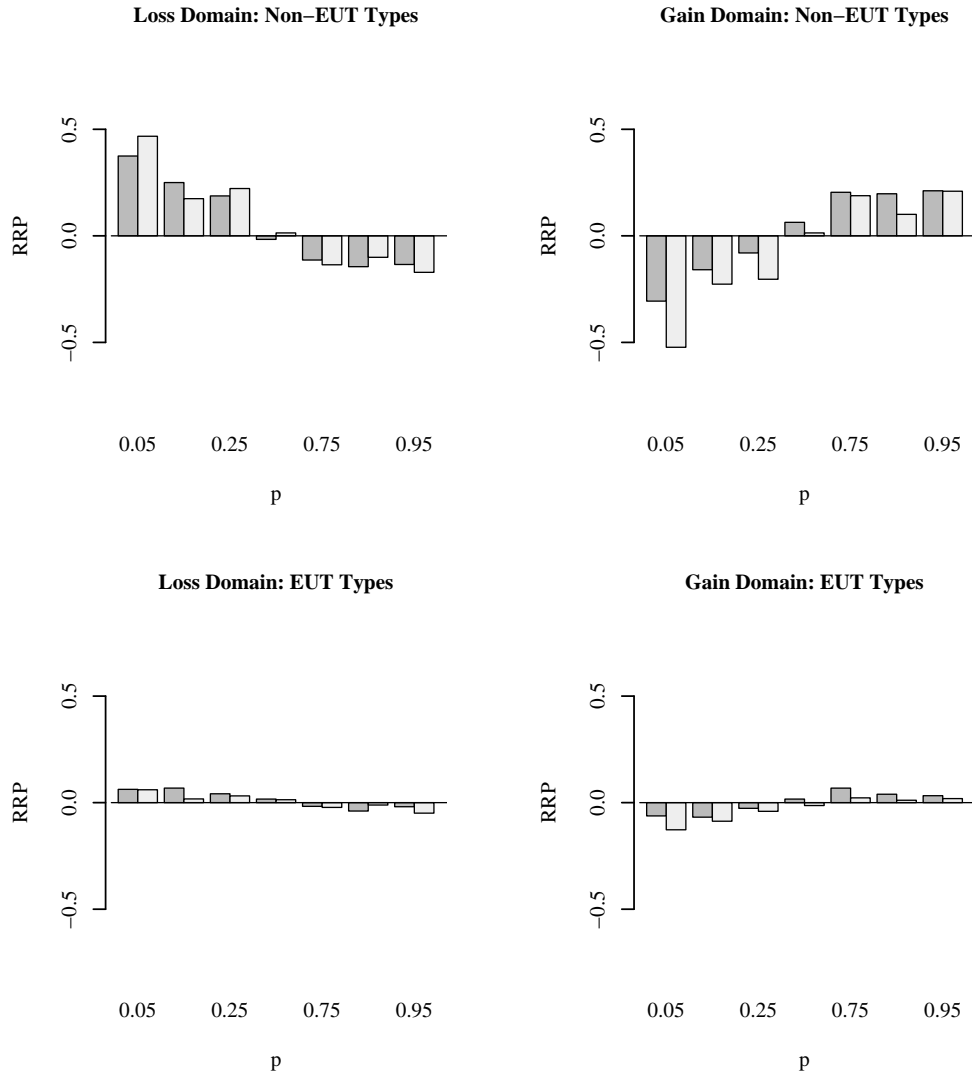 Loss Domain: Non−EUT Types
RRP
0.5
0.0
−0.5
0.05 0.25 0.75 0.95
p
Gain Domain: Non−EUT Types
RRP
0.5
0.0
−0.5
0.05 0.25 0.75 0.95
p
Loss Domain: EUT Types
RRP
0.5
0.0
−0.5
0.05 0.25 0.75 0.95
p
Gain Domain: EUT Types
RRP
0.5
0.0
−0.5
0.05 0.25 0.75 0.95
p